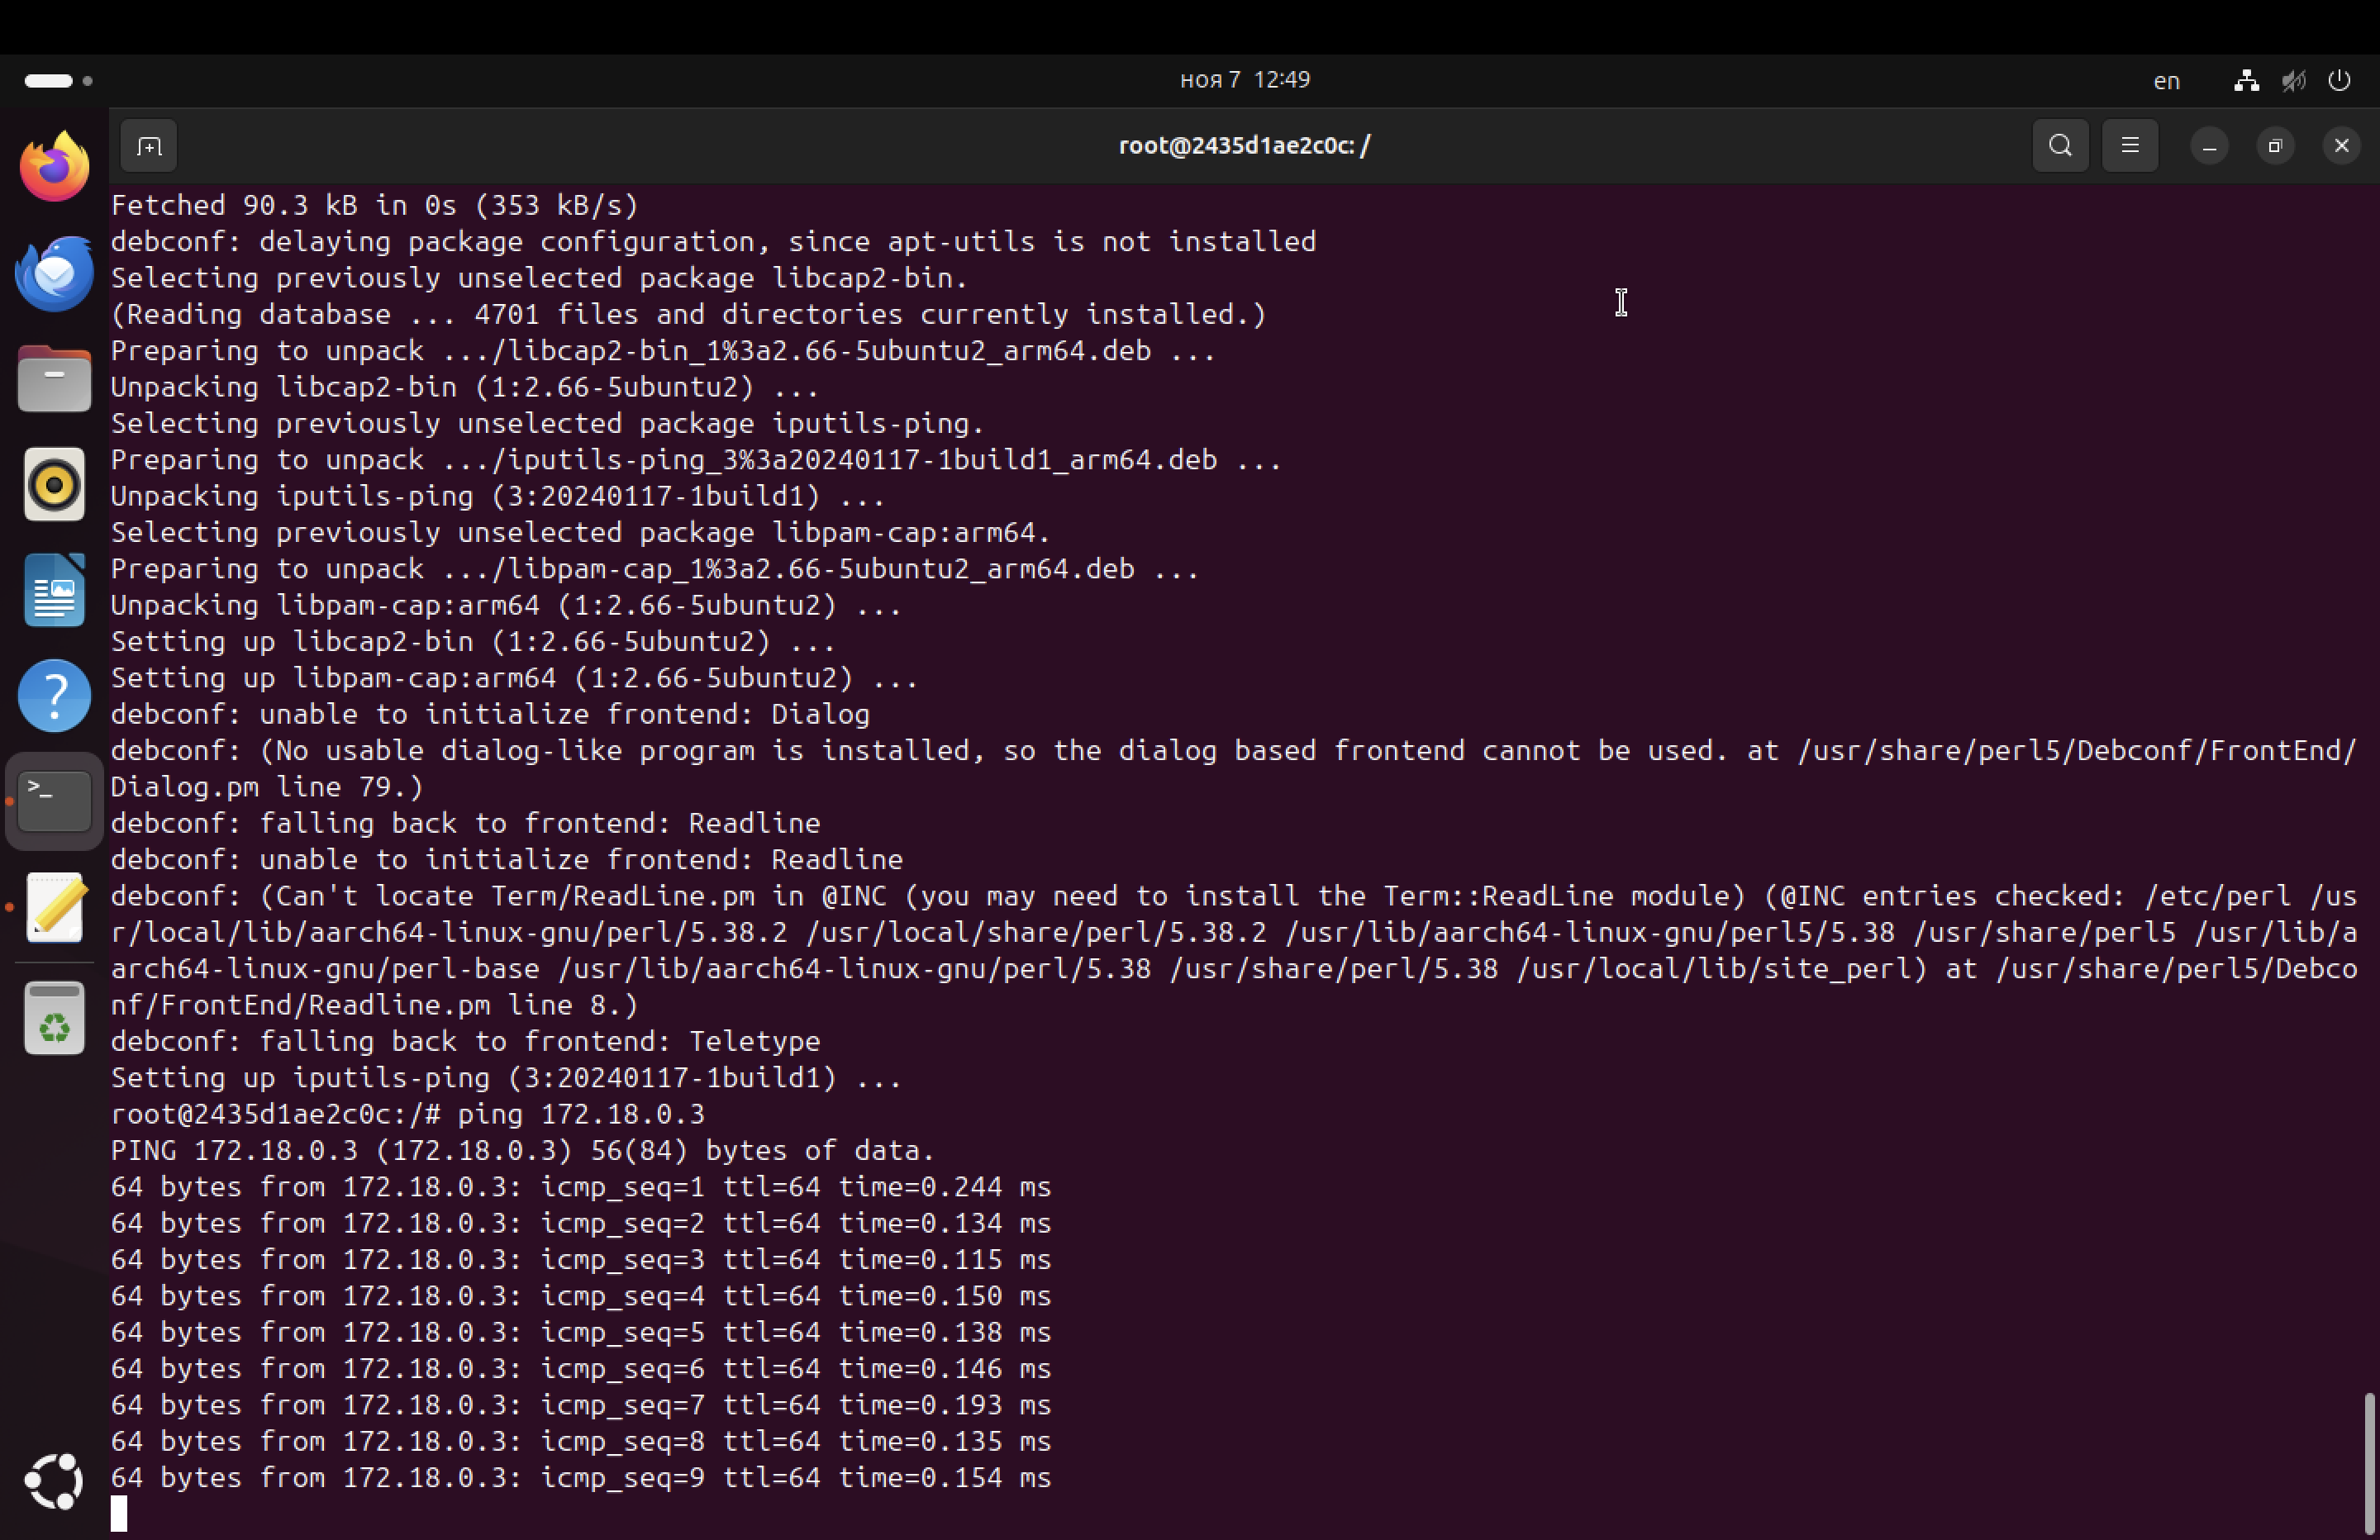 ноя 7 12:49
en
root@2435d1ae2c0c: /
Fetched 90.3 kB in 0s (353 kB/s)
debconf: delaying package configuration, since apt-utils is not installed
Selecting previously unselected package libcap2-bin.
(Reading database ... 4701 files and directories currently installed.)
Preparing to unpack .../libcap2-bin_1%3a2.66-5ubuntu2_arm64.deb ...
Unpacking libcap2-bin (1:2.66-5ubuntu2) ...
Selecting previously unselected package iputils-ping.
Preparing to unpack .../iputils-ping_3%3a20240117-1build1_arm64.deb ...
Unpacking iputils-ping (3:20240117-1build1) ...
Selecting previously unselected package libpam-cap:arm64.
Preparing to unpack .../libpam-cap_1%3a2.66-5ubuntu2_arm64.deb ...
Unpacking libpam-cap:arm64 (1:2.66-5ubuntu2) ...
Setting up libcap2-bin (1:2.66-5ubuntu2) ...
Setting up libpam-cap:arm64 (1:2.66-5ubuntu2) ...
debconf: unable to initialize frontend: Dialog
debconf: (No usable dialog-like program is installed, so the dialog based frontend cannot be used. at /usr/share/perl5/Debconf/FrontEnd/
Dialog.pm line 79.)
debconf: falling back to frontend: Readline
debconf: unable to initialize frontend: Readline
debconf: (Can't locate Term/ReadLine.pm in @INC (you may need to install the Term::ReadLine module) (@INC entries checked: /etc/perl /us
r/local/lib/aarch64-linux-gnu/perl/5.38.2 /usr/local/share/perl/5.38.2 /usr/lib/aarch64-linux-gnu/perl5/5.38 /usr/share/perl5 /usr/lib/a
arch64-linux-gnu/perl-base /usr/lib/aarch64-linux-gnu/perl/5.38 /usr/share/perl/5.38 /usr/local/lib/site_perl) at /usr/share/perl5/Debco
nf/FrontEnd/Readline.pm line 8.)
debconf: falling back to frontend: Teletype
Setting up iputils-ping (3:20240117-1build1) ...
root@2435d1ae2c0c:/# ping 172.18.0.3
PING 172.18.0.3 (172.18.0.3) 56(84) bytes of data.
64 bytes from 172.18.0.3: icmp_seq=1 ttl=64 time=0.244 ms
64 bytes from 172.18.0.3: icmp_seq=2 ttl=64 time=0.134 ms
64 bytes from 172.18.0.3: icmp_seq=3 ttl=64 time=0.115 ms
64 bytes from 172.18.0.3: icmp_seq=4 ttl=64 time=0.150 ms
64 bytes from 172.18.0.3: icmp_seq=5 ttl=64 time=0.138 ms
64 bytes from 172.18.0.3: icmp_seq=6 ttl=64 time=0.146 ms
64 bytes from 172.18.0.3: icmp_seq=7 ttl=64 time=0.193 ms
64 bytes from 172.18.0.3: icmp_seq=8 ttl=64 time=0.135 ms
64 bytes from 172.18.0.3: icmp_seq=9 ttl=64 time=0.154 ms